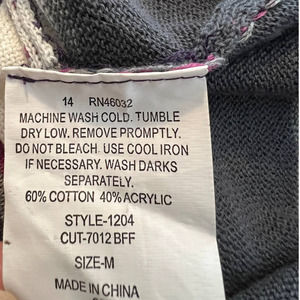 14 RN46032
MACHINE WASH COLD. TUMBLE
DRY LOW. REMOVE PROMPTLY.
DO NOT BLEACH. USE COOL IRON
IF NECESSARY. WASH DARKS
SEPARATELY.
60% COTTON 40% ACRYLIC
STYLE-1204
CUT-7012 BFF
SIZE-M
MADE IN CHINA